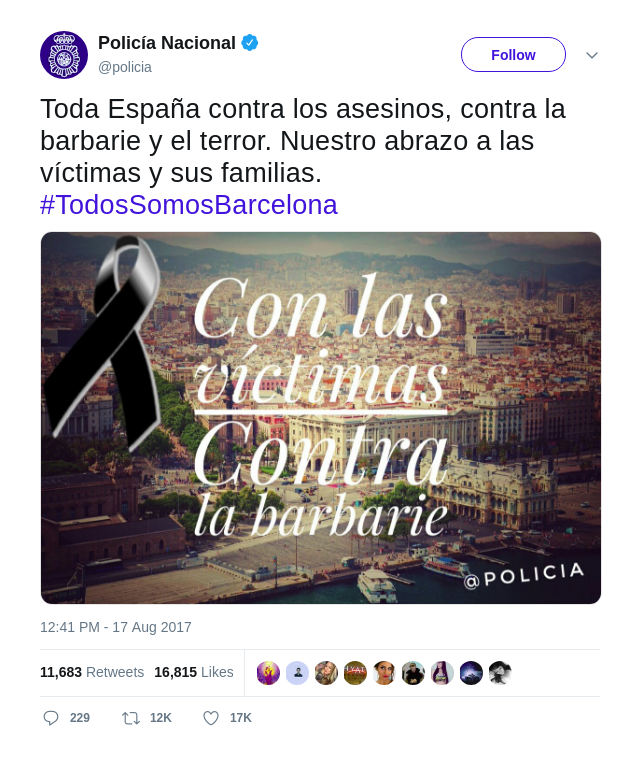 Policía Nacional
@policia
Follow
Toda España contra los asesinos, contra la
barbarie y el terror. Nuestro abrazo a las
víctimas y sus familias.
#TodosSomosBarcelona
Con las
víctimas
Contra
la barbarie
@POLICIA
12:41 PM - 17 Aug 2017
11,683 Retweets 16,815 Likes
229 12K 17K